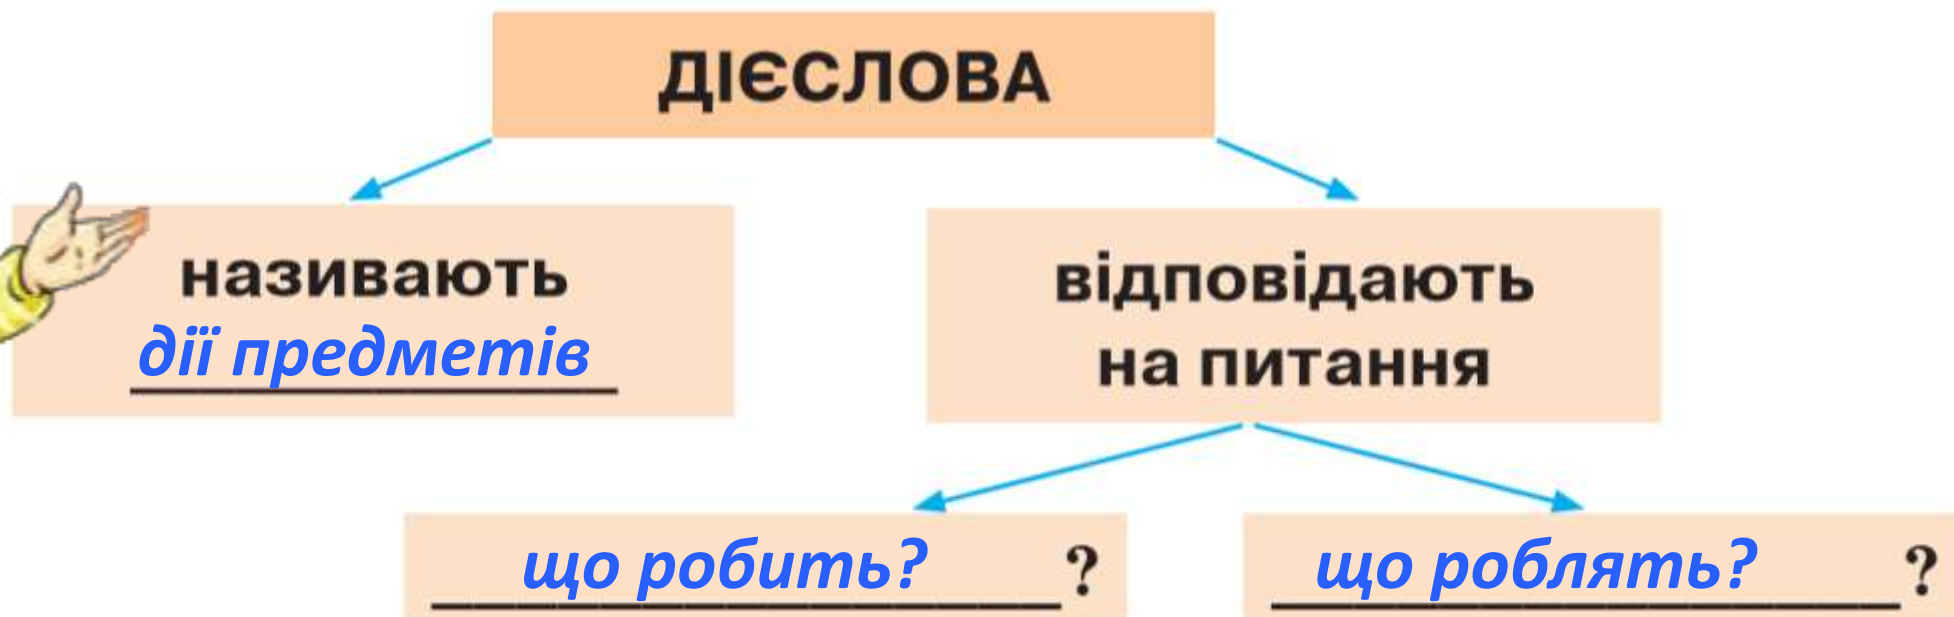 ДІЄСЛОВА
називають
дії предметів
відповідають
на питання
що робить? ?
що роблять? ?